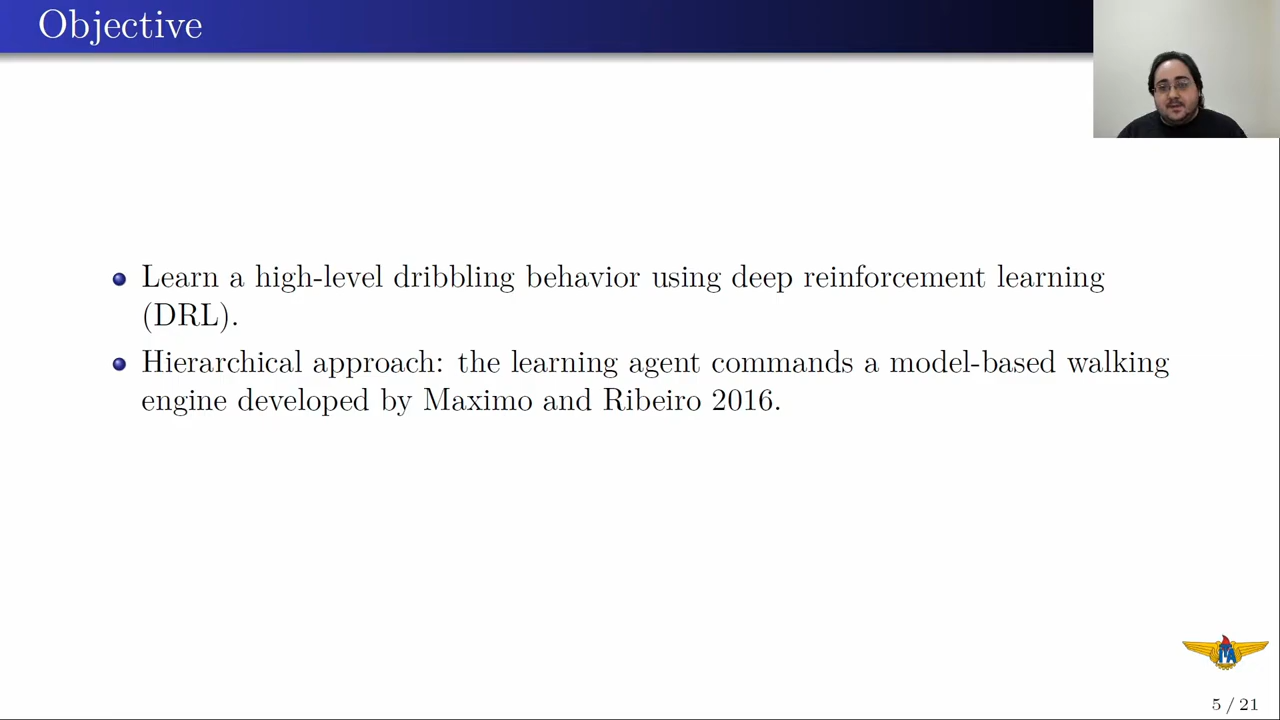 Objective
Learn a high-level dribbling behavior using deep reinforcement learning
(DRL).
Hierarchical approach: the learning agent commands a model-based walking
engine developed by Maximo and Ribeiro 2016.
ITA
5 / 21